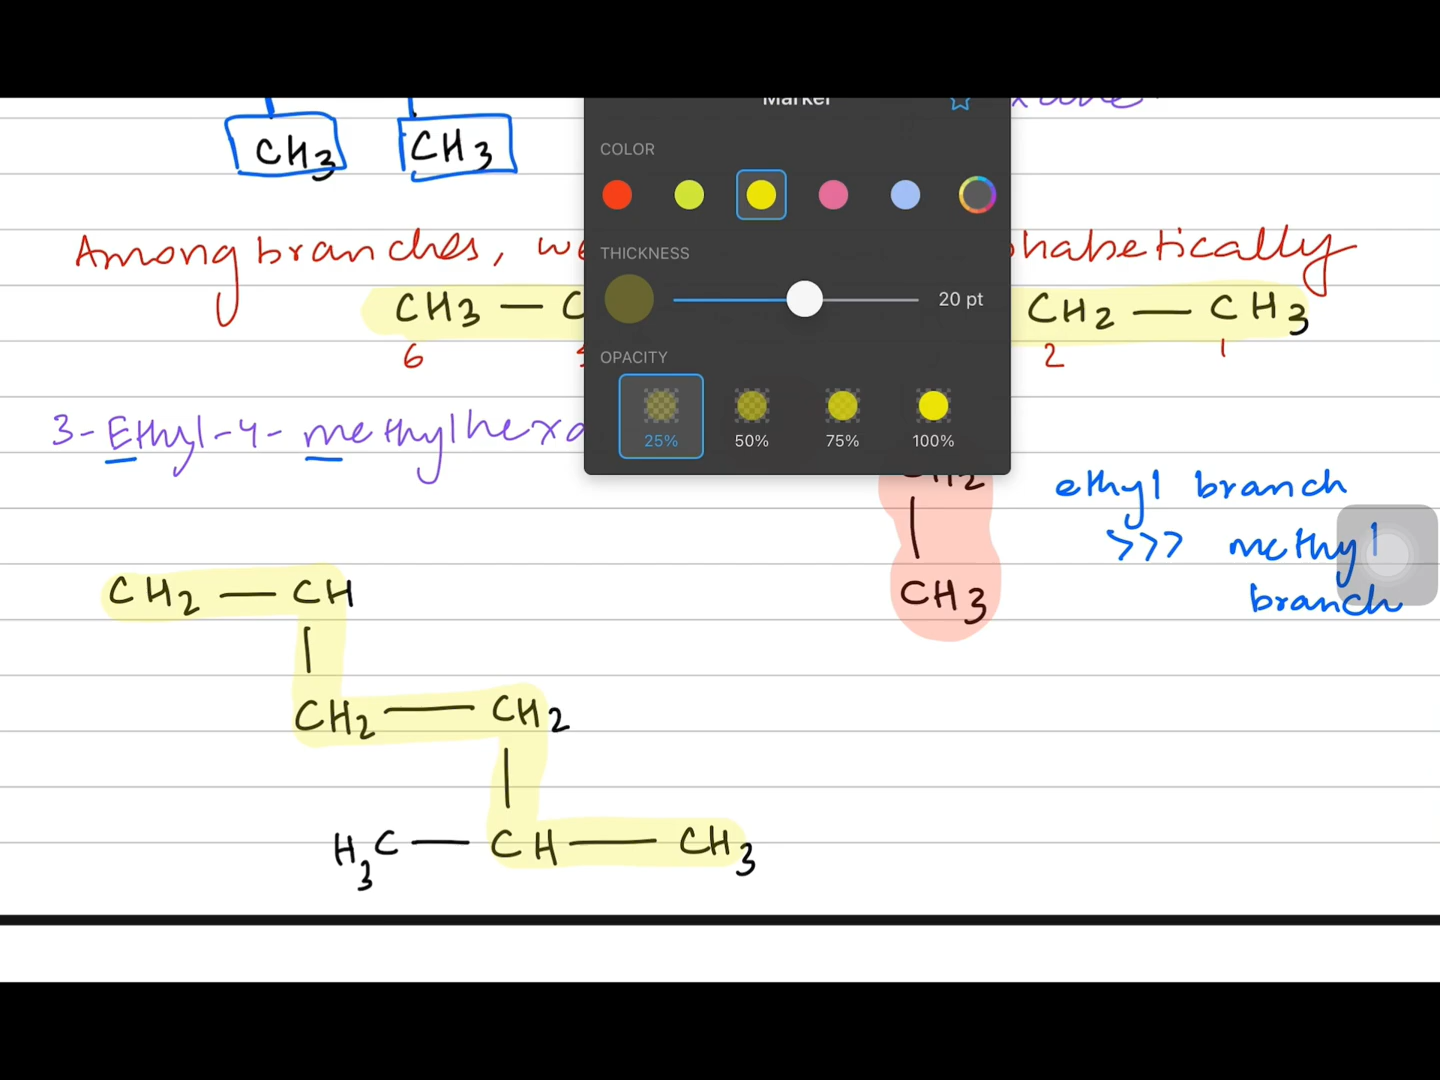 Marker
COLOR
CH3 CH3
Among branches, we habetically
THICKNESS
20 pt
CH3 — C CH2 — CH3
6 2 1
OPACITY
25% 50% 75% 100%
3-Ethyl-4-methylhexa
CH2
ethyl branch
|
>>> methyl
CH3
branch
CH2 — CH
|
CH2 — CH2
|
H3C — CH — CH3